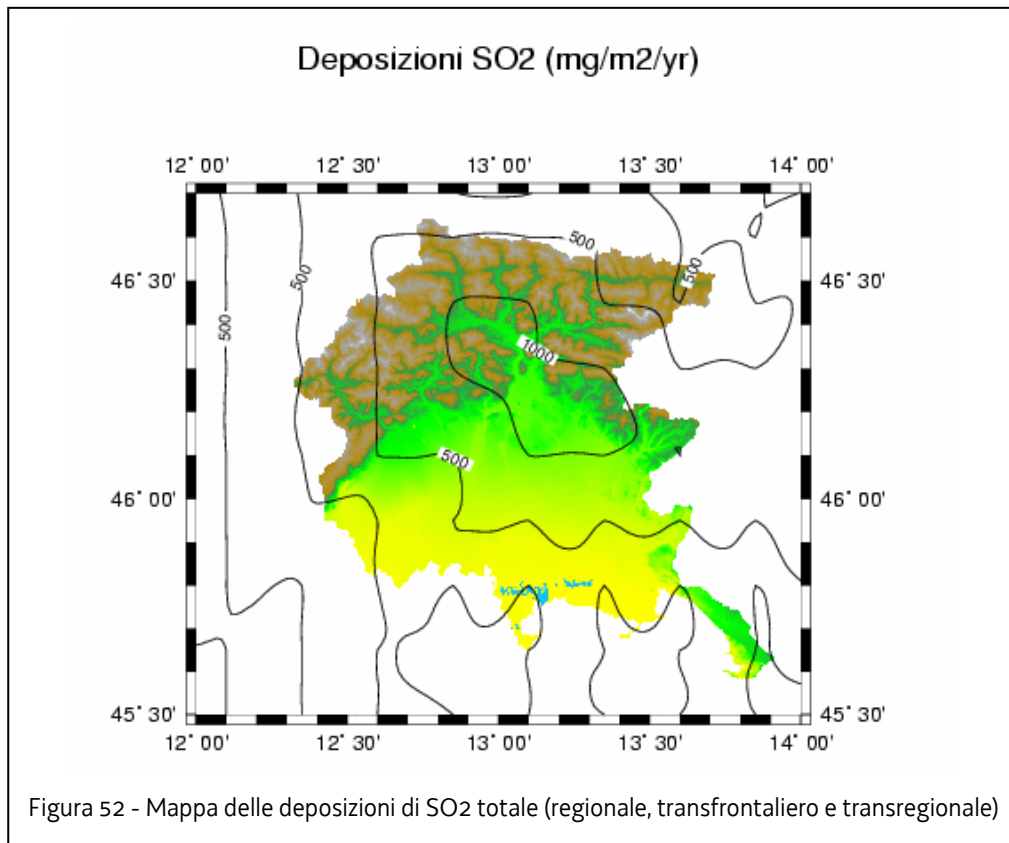 Deposizioni SO2 (mg/m2/yr)
12° 00' 12° 30' 13° 00' 13° 30' 14° 00'
500
500
500
46° 30' 500 46° 30'
500
1000
500
46° 00' 46° 00'
45° 30' 45° 30'
12° 00' 12° 30' 13° 00' 13° 30' 14° 00'
Figura 52 - Mappa delle deposizioni di SO2 totale (regionale, transfrontaliero e transregionale)